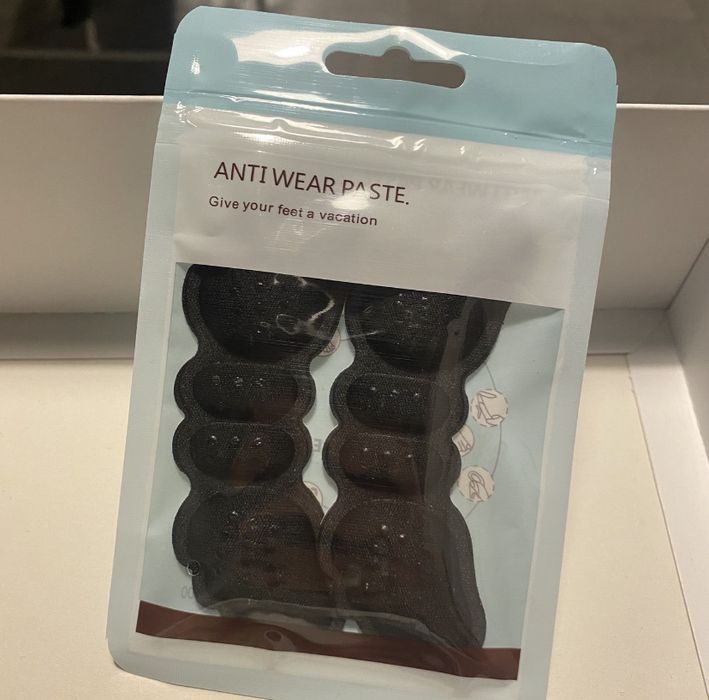 ANTI WEAR PASTE.
Give your feet a vacation